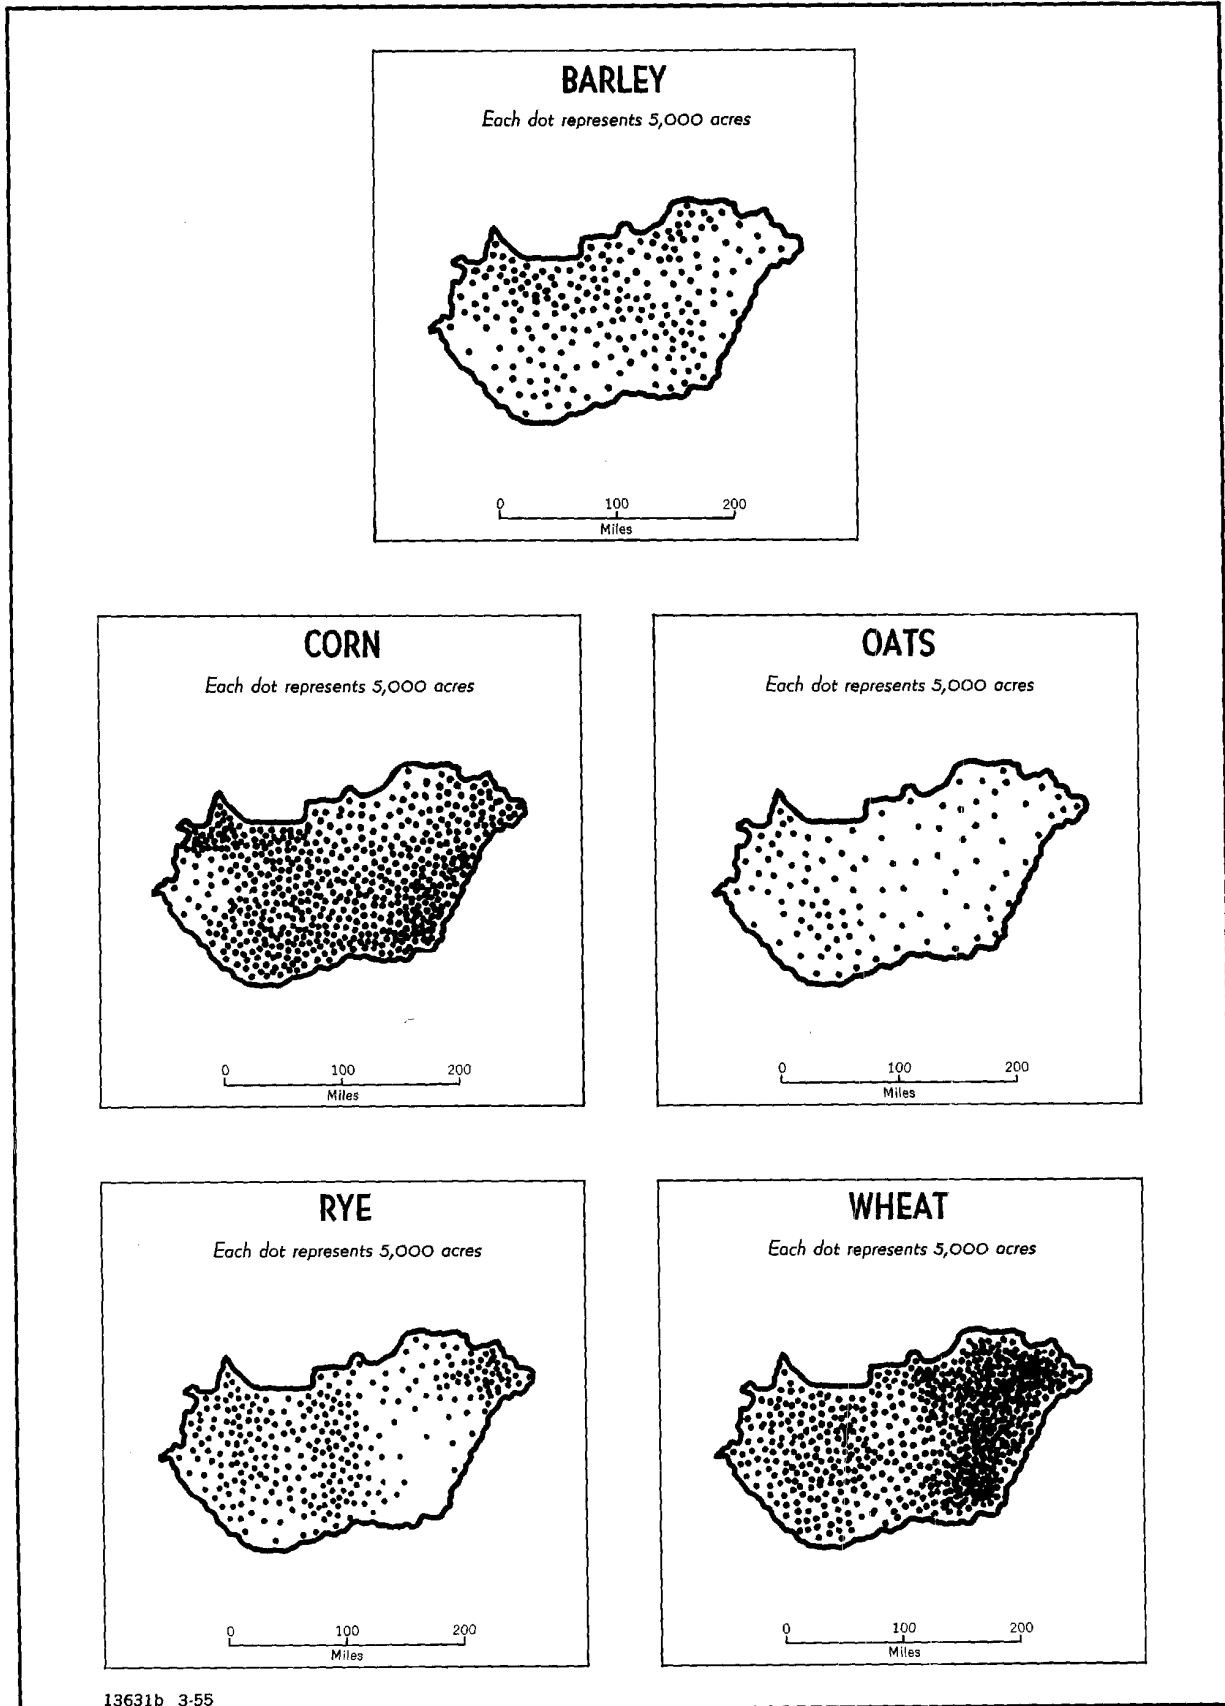 BARLEY
Each dot represents 5,000 acres
0 100 200
Miles
CORN
Each dot represents 5,000 acres
0 100 200
Miles
OATS
Each dot represents 5,000 acres
0 100 200
Miles
RYE
Each dot represents 5,000 acres
0 100 200
Miles
WHEAT
Each dot represents 5,000 acres
0 100 200
Miles
13631b 3-55